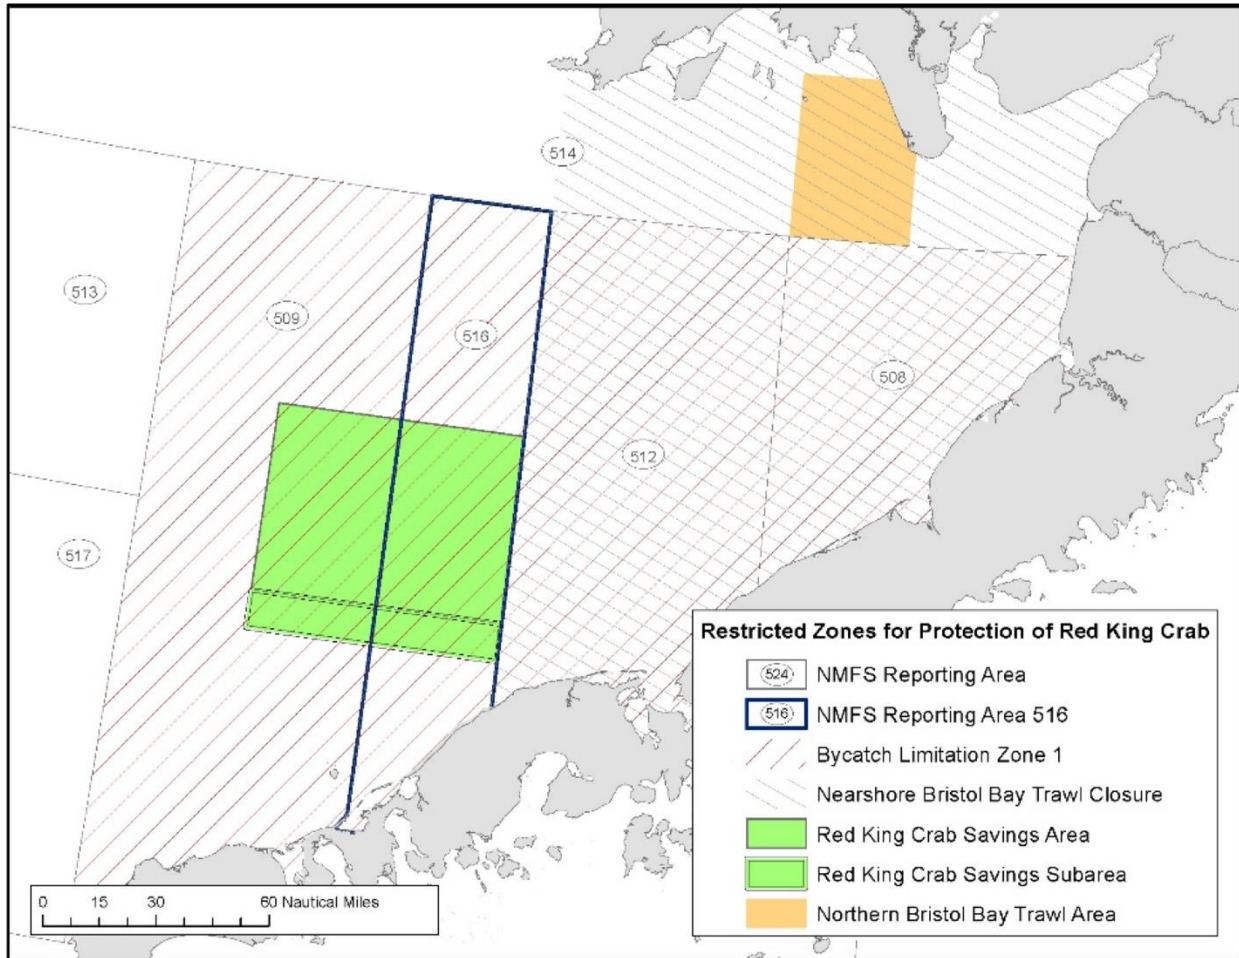 514
513
509
516
508
512
517
Restricted Zones for Protection of Red King Crab
524 NMFS Reporting Area
516 NMFS Reporting Area 516
Bycatch Limitation Zone 1
Nearshore Bristol Bay Trawl Closure
Red King Crab Savings Area
Red King Crab Savings Subarea
Northern Bristol Bay Trawl Area
0 15 30 60 Nautical Miles